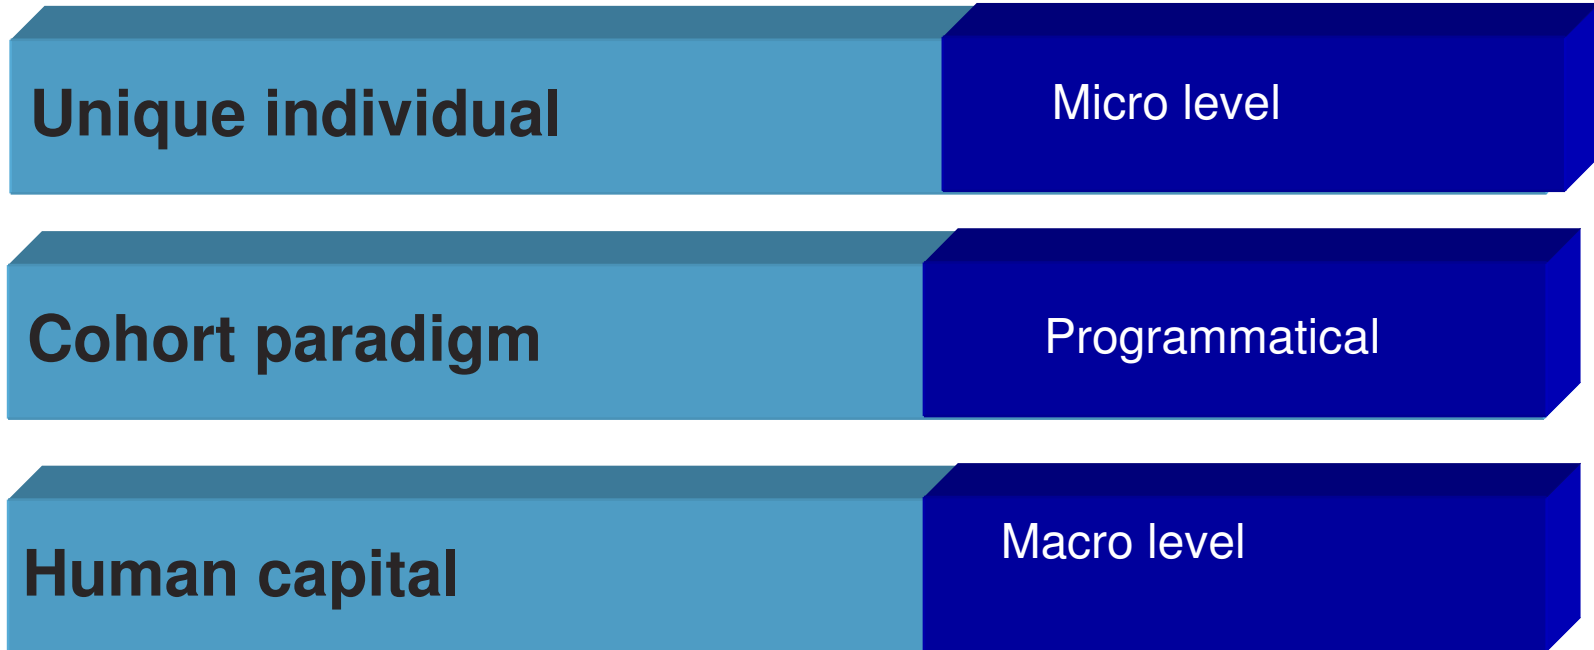 Unique individual
Micro level
Cohort paradigm
Programmatical
Human capital
Macro level